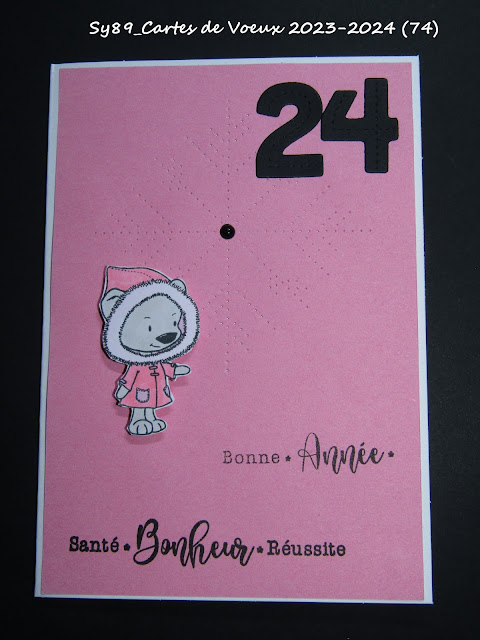 Sy89_Cartes de Voeux 2023-2024 (74)
24
Bonne * Année *
Santé * Bonheur * Réussite